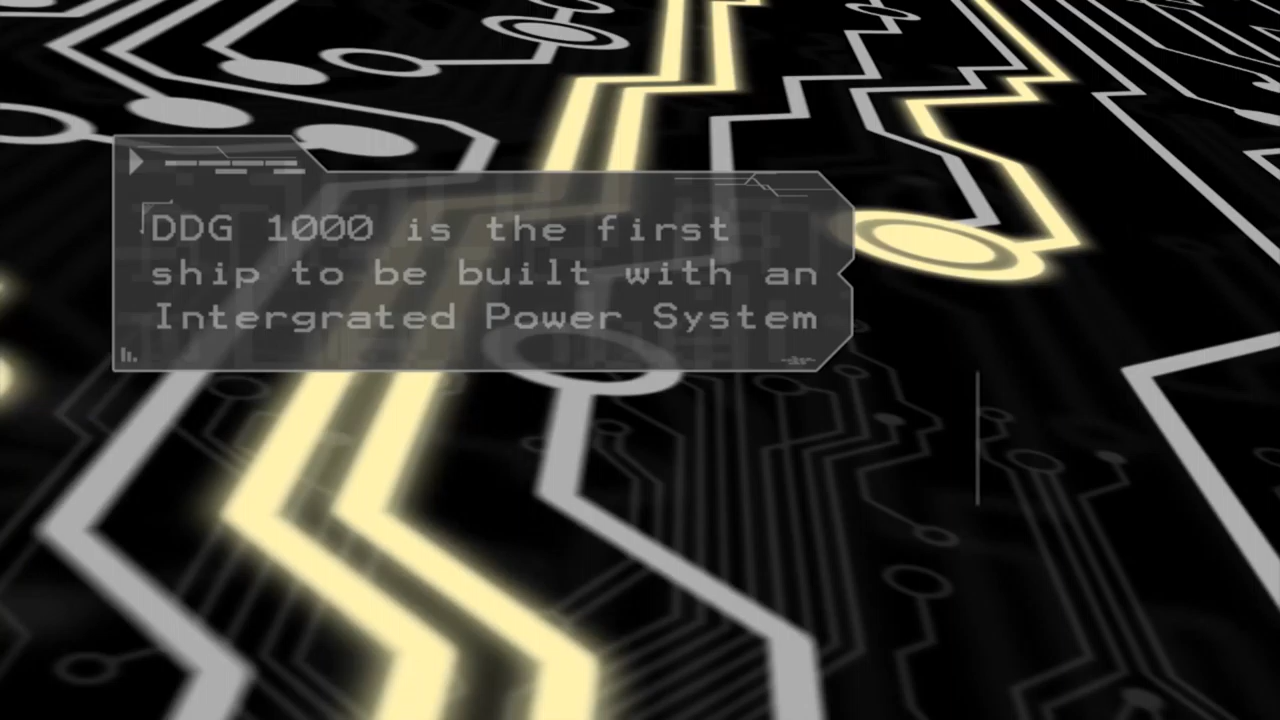 DDG 1000 is the first
ship to be built with an
Intergrated Power System